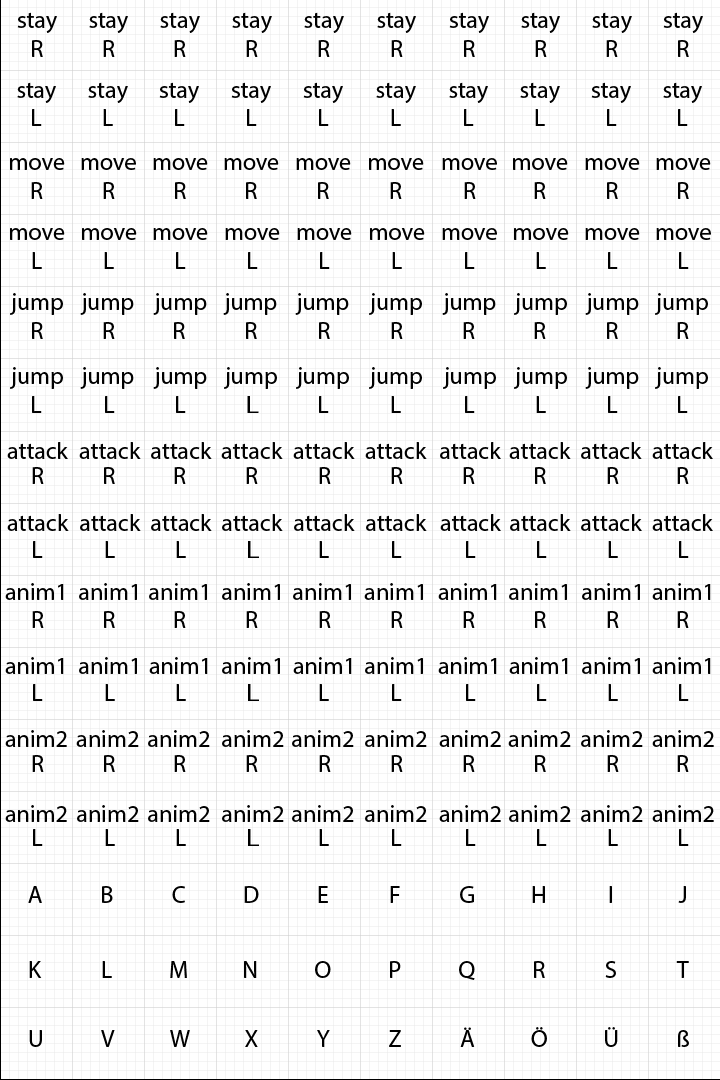 stay stay stay stay stay stay stay stay stay stay
R R R R R R R R R R
stay stay stay stay stay stay stay stay stay stay
L L L L L L L L L L
move move move move move move move move move move
R R R R R R R R R R
move move move move move move move move move move
L L L L L L L L L L
jump jump jump jump jump jump jump jump jump jump
R R R R R R R R R R
jump jump jump jump jump jump jump jump jump jump
L L L L L L L L L L
attack attack attack attack attack attack attack attack attack attack
R R R R R R R R R R
attack attack attack attack attack attack attack attack attack attack
L L L L L L L L L L
anim1 anim1 anim1 anim1 anim1 anim1 anim1 anim1 anim1 anim1
R R R R R R R R R R
anim1 anim1 anim1 anim1 anim1 anim1 anim1 anim1 anim1 anim1
L L L L L L L L L L
anim2 anim2 anim2 anim2 anim2 anim2 anim2 anim2 anim2 anim2
R R R R R R R R R R
anim2 anim2 anim2 anim2 anim2 anim2 anim2 anim2 anim2 anim2
L L L L L L L L L L
A B C D E F G H I J
K L M N O P Q R S T
U V W X Y Z Ä Ö Ü ß